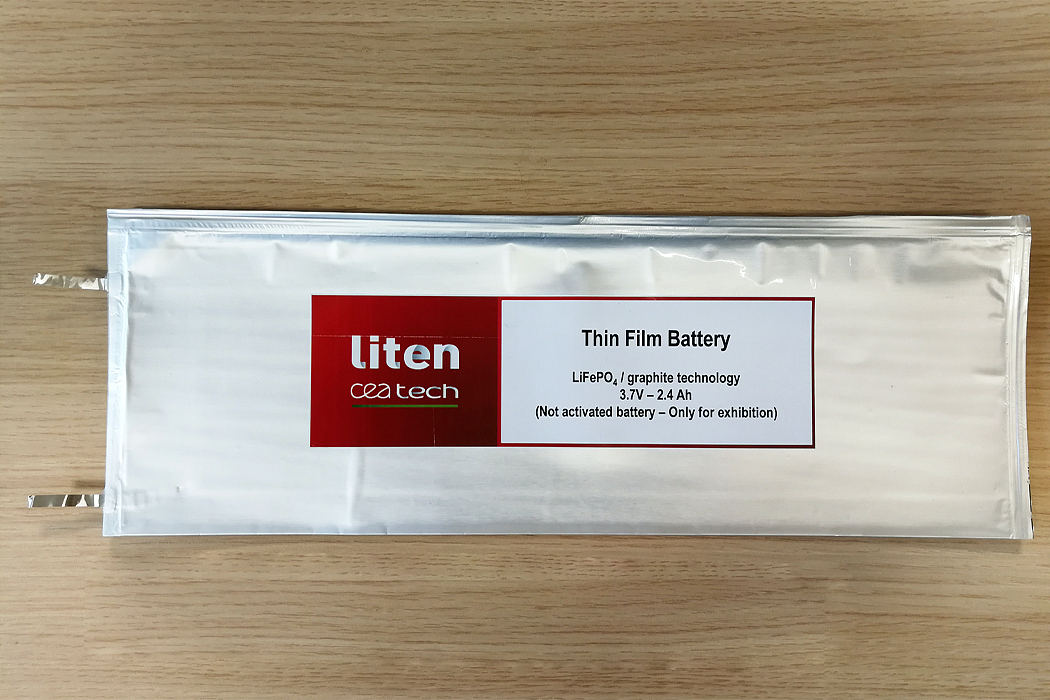 liten
cea tech
Thin Film Battery
LiFePO₄ / graphite technology
3.7V – 2.4 Ah
(Not activated battery – Only for exhibition)